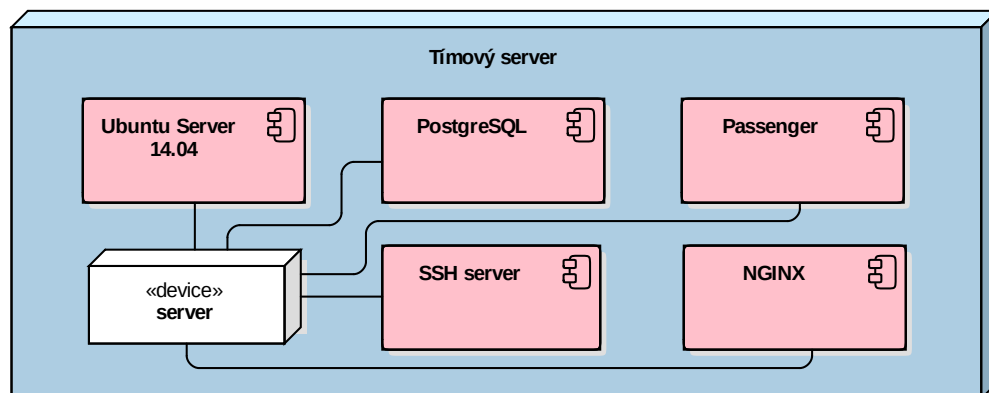 Tímový server
Ubuntu Server
14.04
PostgreSQL
Passenger
«device»
server
SSH server
NGINX